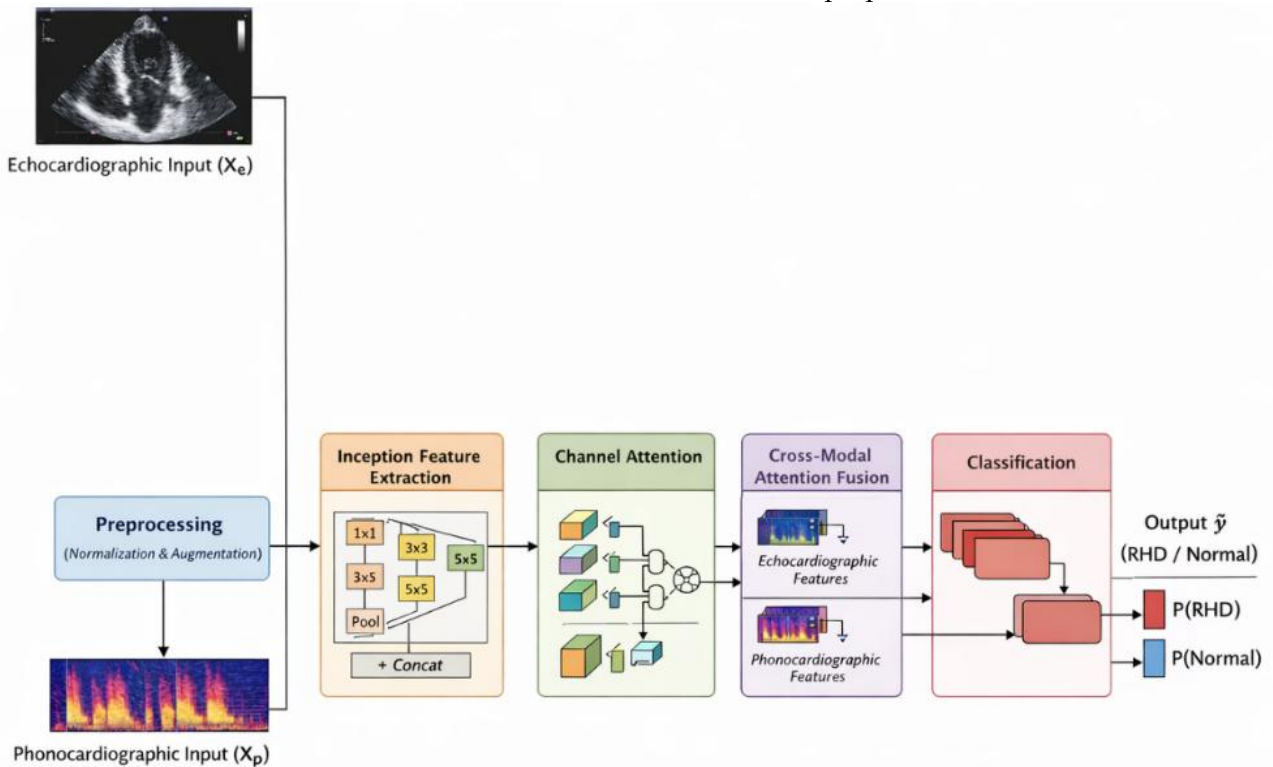 Echocardiographic Input (Xe)
Preprocessing
(Normalization & Augmentation)
Phonocardiographic Input (Xp)
Inception Feature
Extraction
1x1
3x3
5x5
3x5
5x5
Pool
+ Concat
Channel Attention
Cross-Modal
Attention Fusion
Echocardiographic
Features
Phonocardiographic
Features
Classification
Output ỹ
(RHD / Normal)
P(RHD)
P(Normal)